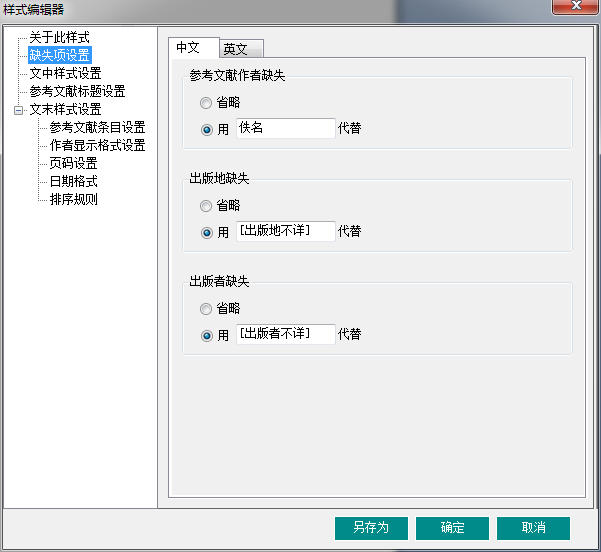 样式编辑器
关于此样式
缺失项设置
文中样式设置
参考文献标题设置
文末样式设置
参考文献条目设置
作者显示格式设置
页码设置
日期格式
排序规则
中文
英文
参考文献作者缺失
省略
用 佚名 代替
出版地缺失
省略
用 [出版地不详] 代替
出版者缺失
省略
用 [出版者不详] 代替
另存为
确定
取消